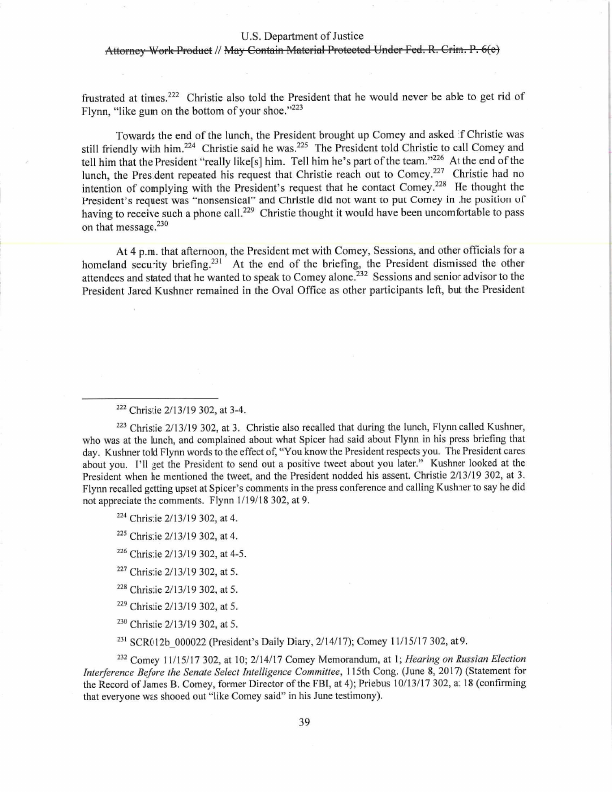 U.S. Department of Justice
Attorney Work Product // May Contain Material Protected Under Fed. R. Crim. P. 6(e)
frustrated at times.222 Christie also told the President that he would never be able to get rid of
Flynn, "like gum on the bottom of your shoe."223
Towards the end of the lunch, the President brought up Comey and asked if Christie was
still friendly with him.224 Christie said he was.225 The President told Christie to call Comey and
tell him that the President "really like[s] him. Tell him he's part of the team."226 At the end of the
lunch, the President repeated his request that Christie reach out to Comey.227 Christie had no
intention of complying with the President's request that he contact Comey.228 He thought the
President's request was "nonsensical" and Christie did not want to put Comey in the position of
having to receive such a phone call.229 Christie thought it would have been uncomfortable to pass
on that message.230
At 4 p.m. that afternoon, the President met with Comey, Sessions, and other officials for a
homeland security briefing.231 At the end of the briefing, the President dismissed the other
attendees and stated that he wanted to speak to Comey alone.232 Sessions and senior advisor to the
President Jared Kushner remained in the Oval Office as other participants left, but the President
222 Christie 2/13/19 302, at 3-4.
223 Christie 2/13/19 302, at 3. Christie also recalled that during the lunch, Flynn called Kushner,
who was at the lunch, and complained about what Spicer had said about Flynn in his press briefing that
day. Kushner told Flynn words to the effect of, "You know the President respects you. The President cares
about you. I'll get the President to send out a positive tweet about you later." Kushner looked at the
President when he mentioned the tweet, and the President nodded his assent. Christie 2/13/19 302, at 3.
Flynn recalled getting upset at Spicer's comments in the press conference and calling Kushner to say he did
not appreciate the comments. Flynn 1/19/18 302, at 9.
224 Christie 2/13/19 302, at 4.
225 Christie 2/13/19 302, at 4.
226 Christie 2/13/19 302, at 4-5.
227 Christie 2/13/19 302, at 5.
228 Christie 2/13/19 302, at 5.
229 Christie 2/13/19 302, at 5.
230 Christie 2/13/19 302, at 5.
231 SCR012b_000022 (President's Daily Diary, 2/14/17); Comey 11/15/17 302, at 9.
232 Comey 11/15/17 302, at 10; 2/14/17 Comey Memorandum, at 1; Hearing on Russian Election
Interference Before the Senate Select Intelligence Committee, 115th Cong. (June 8, 2017) (Statement for
the Record of James B. Comey, former Director of the FBI, at 4); Priebus 10/13/17 302, at 18 (confirming
that everyone was shooed out "like Comey said" in his June testimony).
39